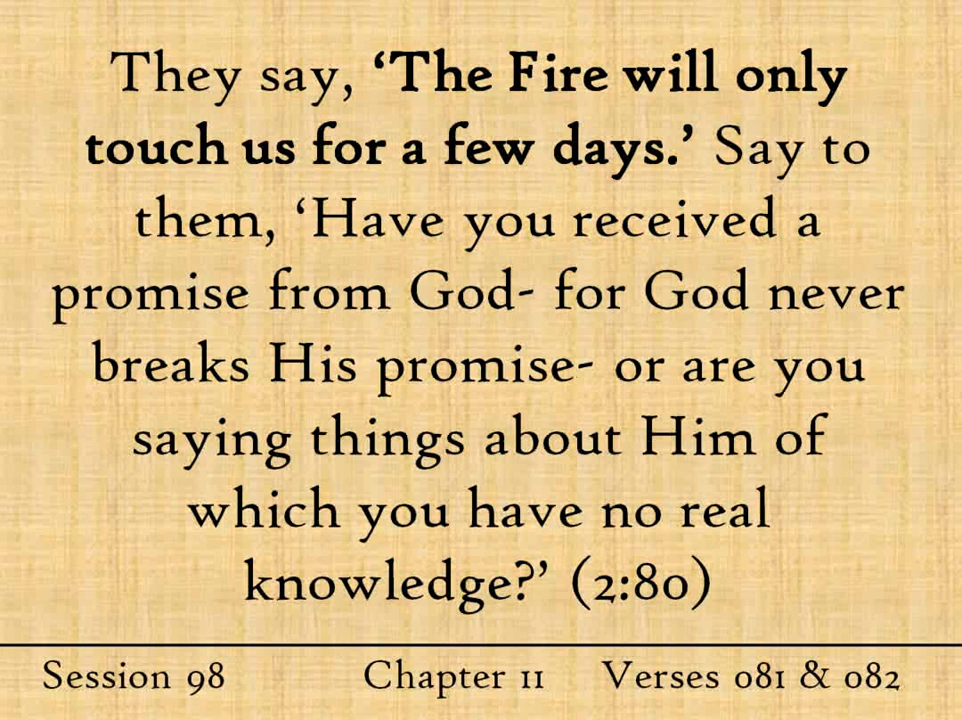 They say, ‘The Fire will only
touch us for a few days.’ Say to
them, ‘Have you received a
promise from God- for God never
breaks His promise- or are you
saying things about Him of
which you have no real
knowledge?’ (2:80)
Session 98 Chapter 11 Verses 081 & 082